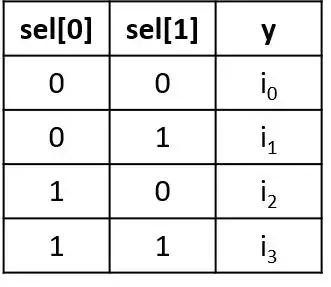 sel[0] sel[1] y
0 0 i₀
0 1 i₁
1 0 i₂
1 1 i₃